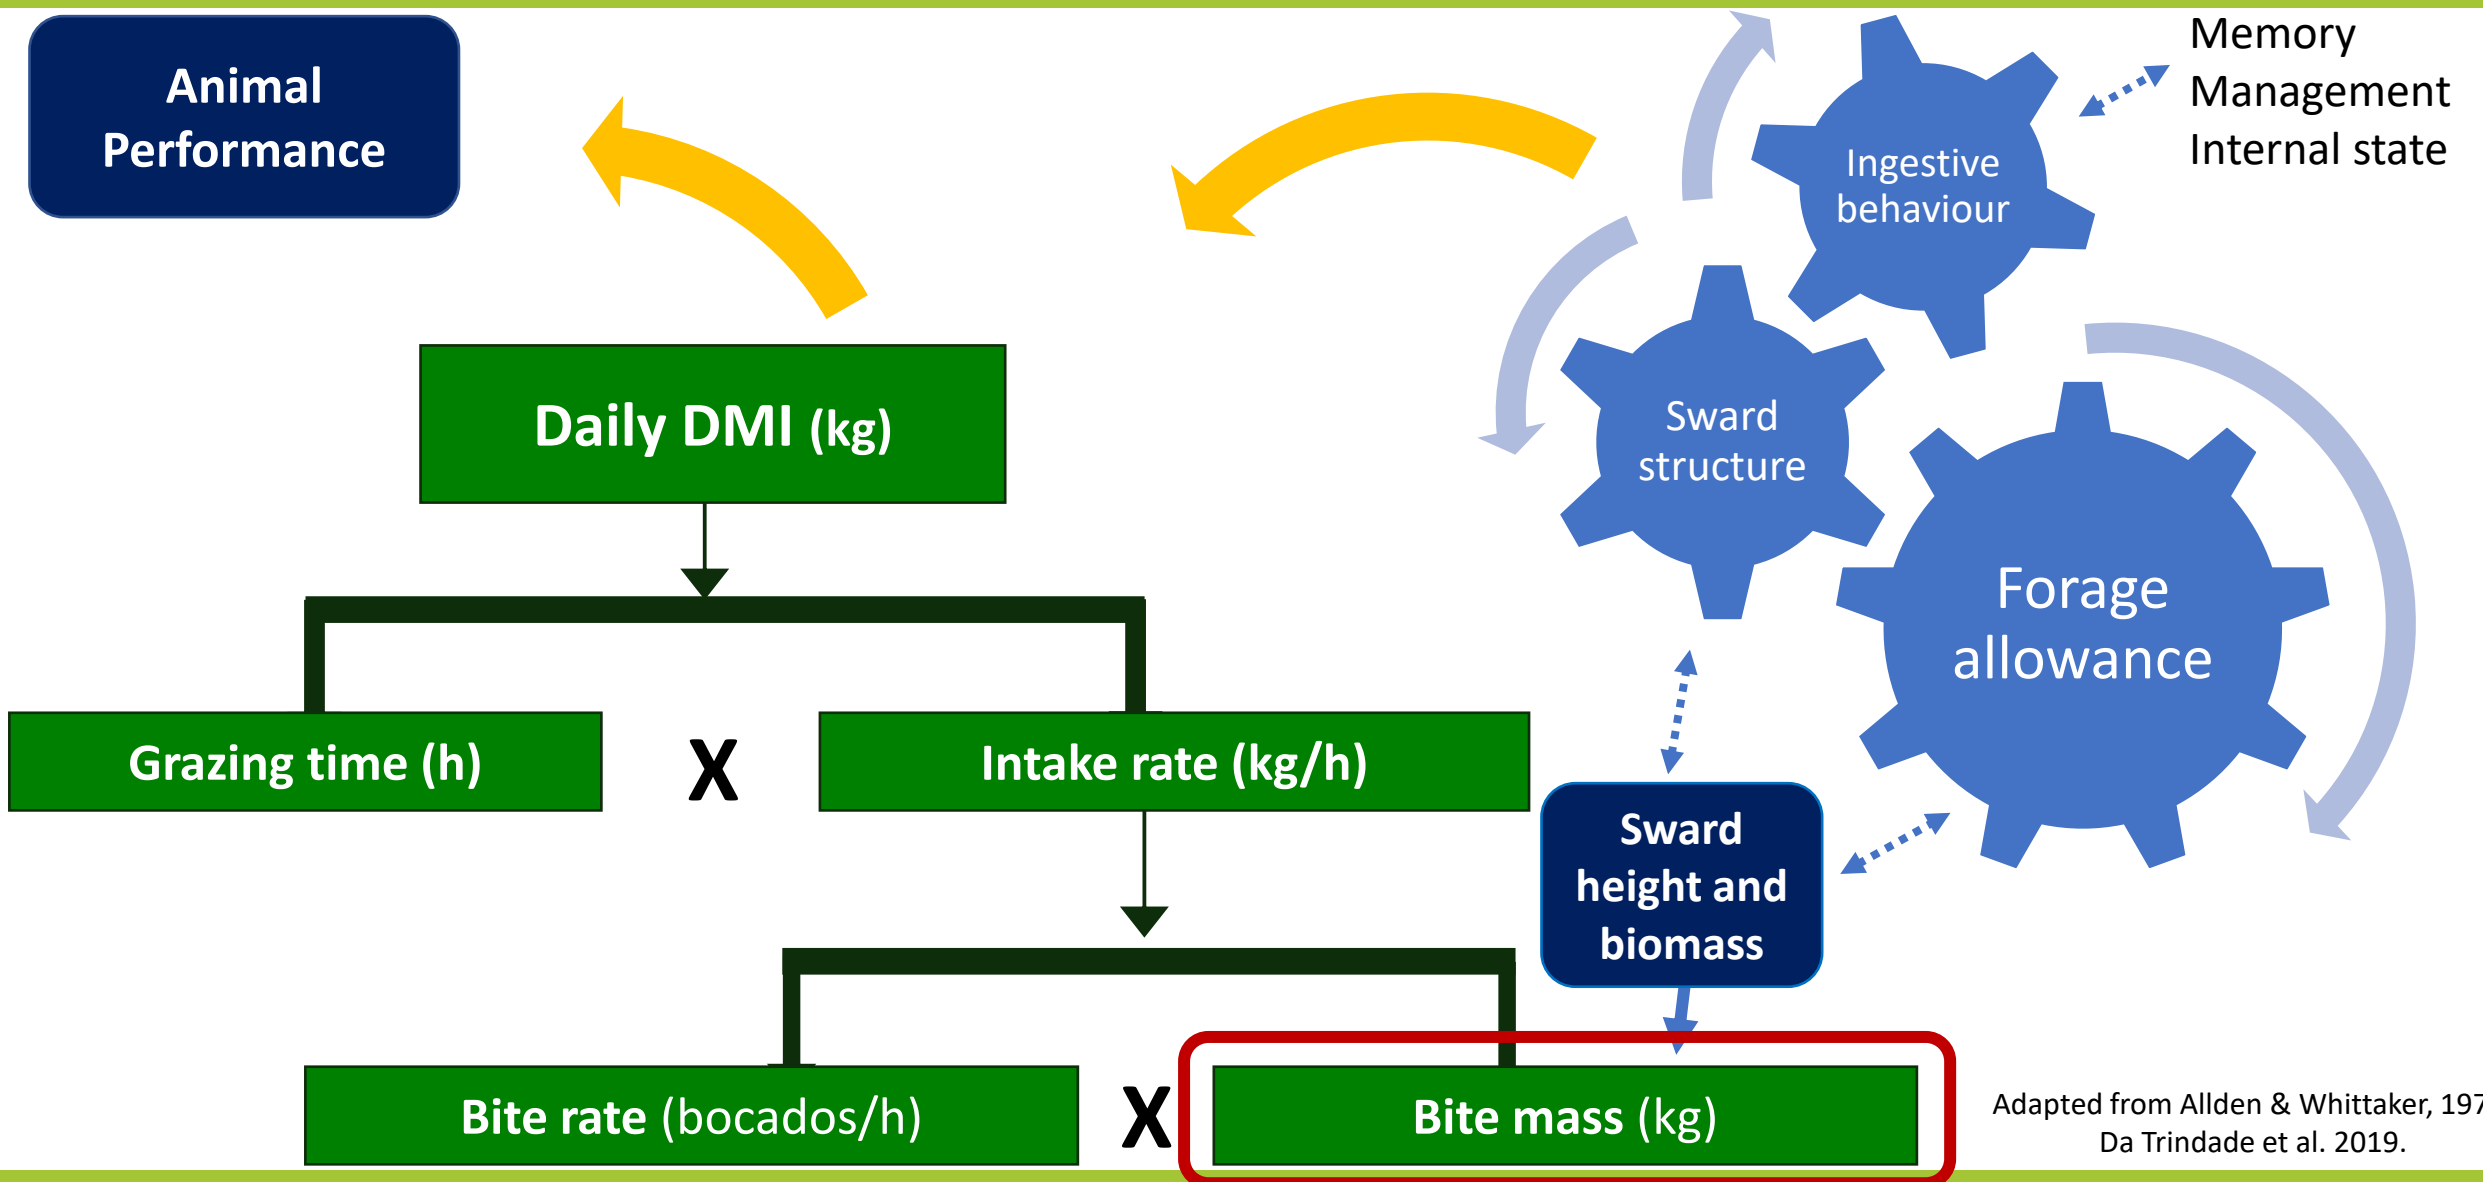 Animal
Performance
Memory
Management
Internal state
Ingestive
behaviour
Daily DMI (kg)
Sward
structure
Forage
allowance
Grazing time (h)
X
Intake rate (kg/h)
Sward
height and
biomass
Bite rate (bocados/h)
X
Bite mass (kg)
Adapted from Allden & Whittaker, 197
Da Trindade et al. 2019.